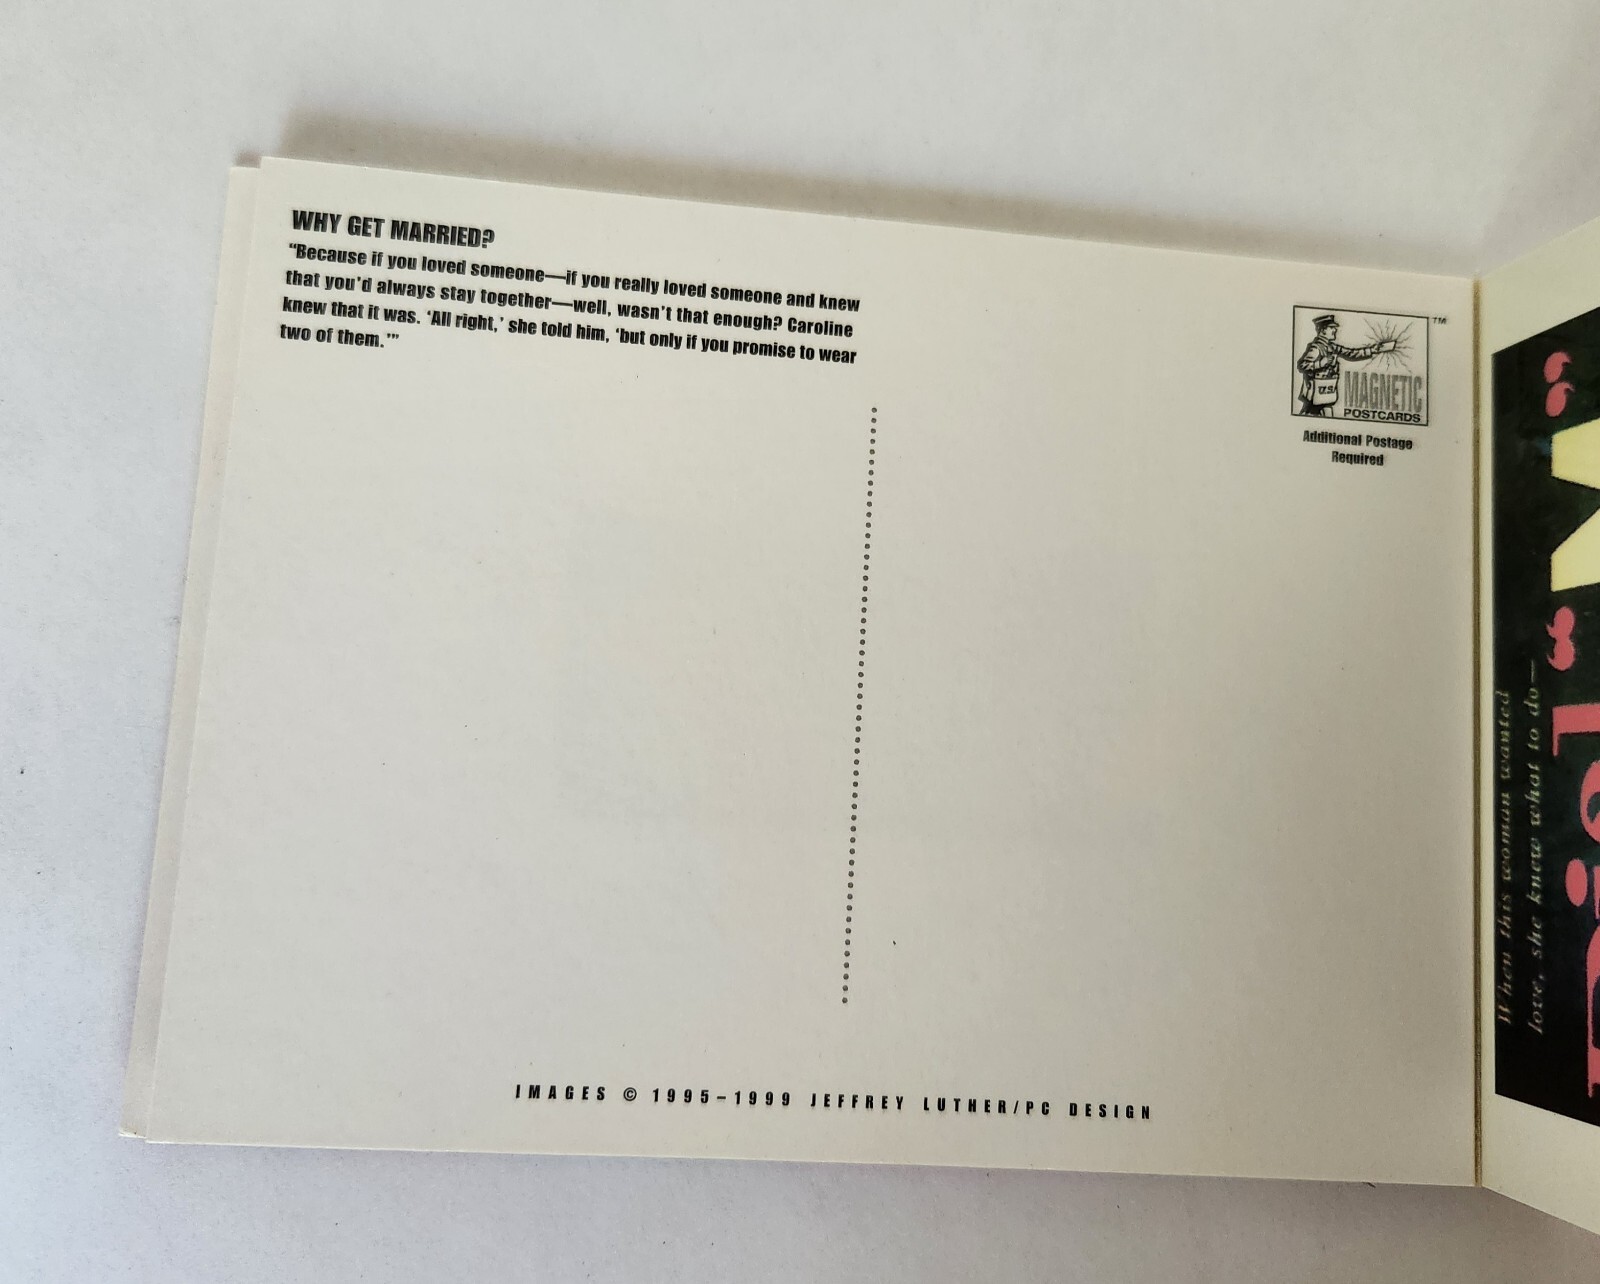 WHY GET MARRIED?
“Because if you loved someone—if you really loved someone and knew
that you’d always stay together—well, wasn’t that enough? Caroline
knew that it was. ‘All right,’ she told him, ‘but only if you promise to wear
two of them.’”
TM
U.S.
MAGNETIC
POSTCARDS
Additional Postage
Required
IMAGES © 1995–1999 JEFFREY LUTHER/PC DESIGN
When this woman wanted
love, she knew what to do—